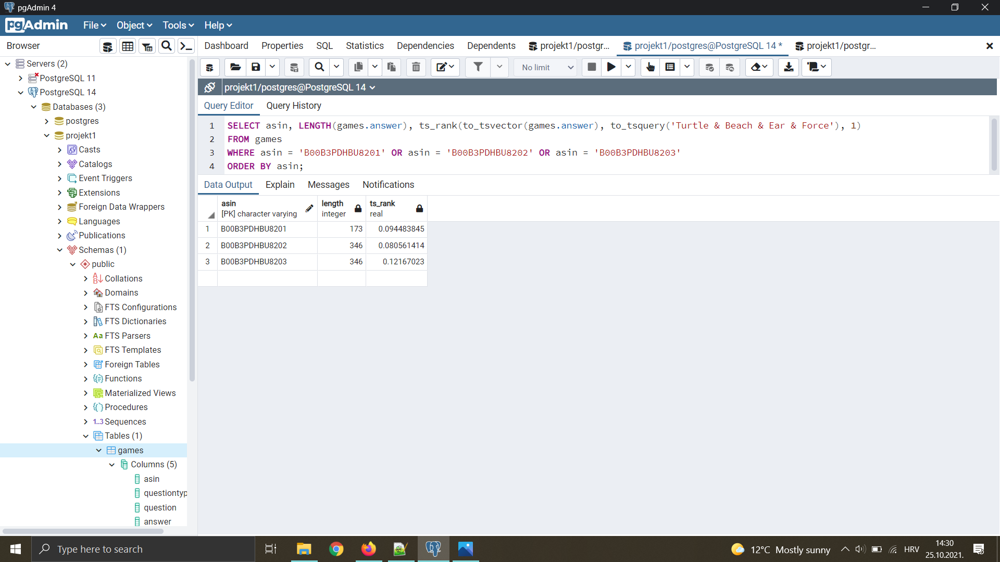 pgAdmin 4
pgAdmin File Object Tools Help
Browser
Dashboard Properties SQL Statistics Dependencies Dependents projekt1/postgr... projekt1/postgres@PostgreSQL 14 * projekt1/postgr...
No limit
projekt1/postgres@PostgreSQL 14
Query Editor Query History
1 SELECT asin, LENGTH(games.answer), ts_rank(to_tsvector(games.answer), to_tsquery('Turtle & Beach & Ear & Force'), 1)
2 FROM games
3 WHERE asin = 'B00B3PDHBU8201' OR asin = 'B00B3PDHBU8202' OR asin = 'B00B3PDHBU8203'
4 ORDER BY asin;
Data Output Explain Messages Notifications
asin length ts_rank
[PK] character varying integer real
1 B00B3PDHBU8201 173 0.094483845
2 B00B3PDHBU8202 346 0.080561414
3 B00B3PDHBU8203 346 0.12167023
Servers (2)
PostgreSQL 11
PostgreSQL 14
Databases (3)
postgres
projekt1
Casts
Catalogs
Event Triggers
Extensions
Foreign Data Wrappers
Languages
Publications
Schemas (1)
public
Collations
Domains
FTS Configurations
FTS Dictionaries
Aa FTS Parsers
FTS Templates
Foreign Tables
Functions
Materialized Views
Procedures
1..3 Sequences
Tables (1)
games
Columns (5)
asin
questiontyp
question
answer
Type here to search
12°C Mostly sunny
HRV
14:30
25.10.2021.